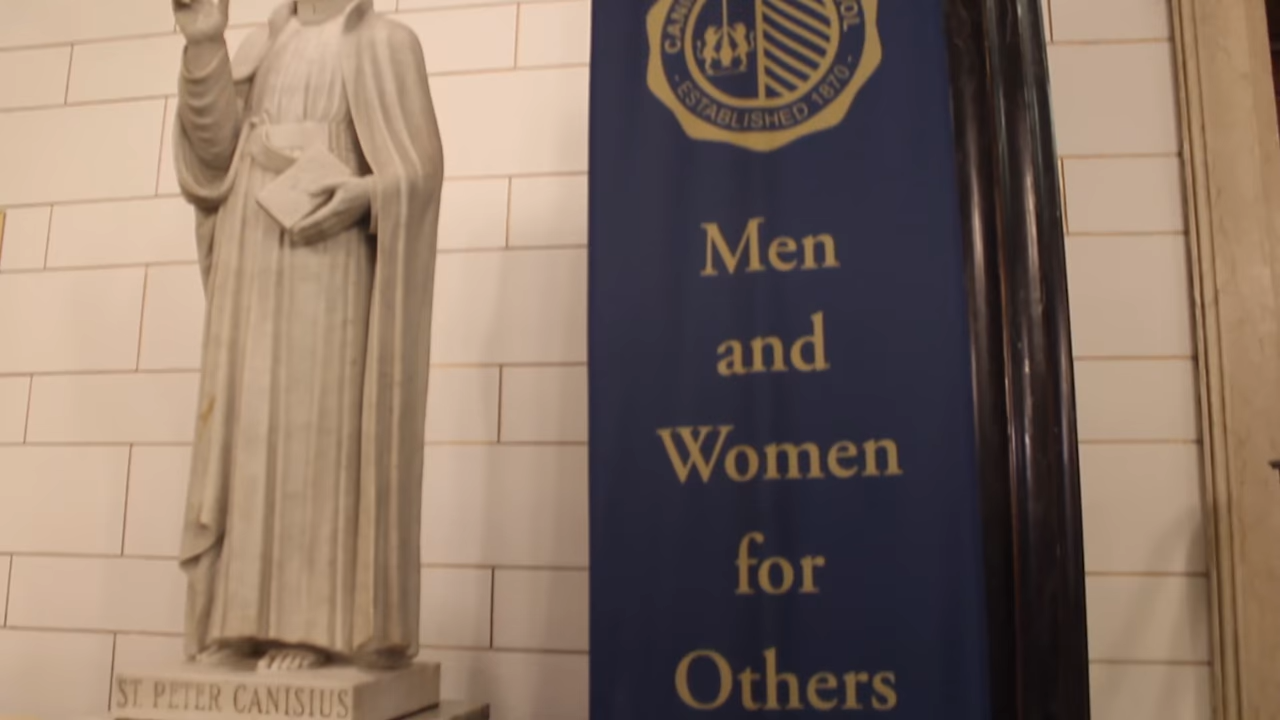 ST. PETER CANISIUS
- ESTABLISHED 1870 -
Men
and
Women
for
Others